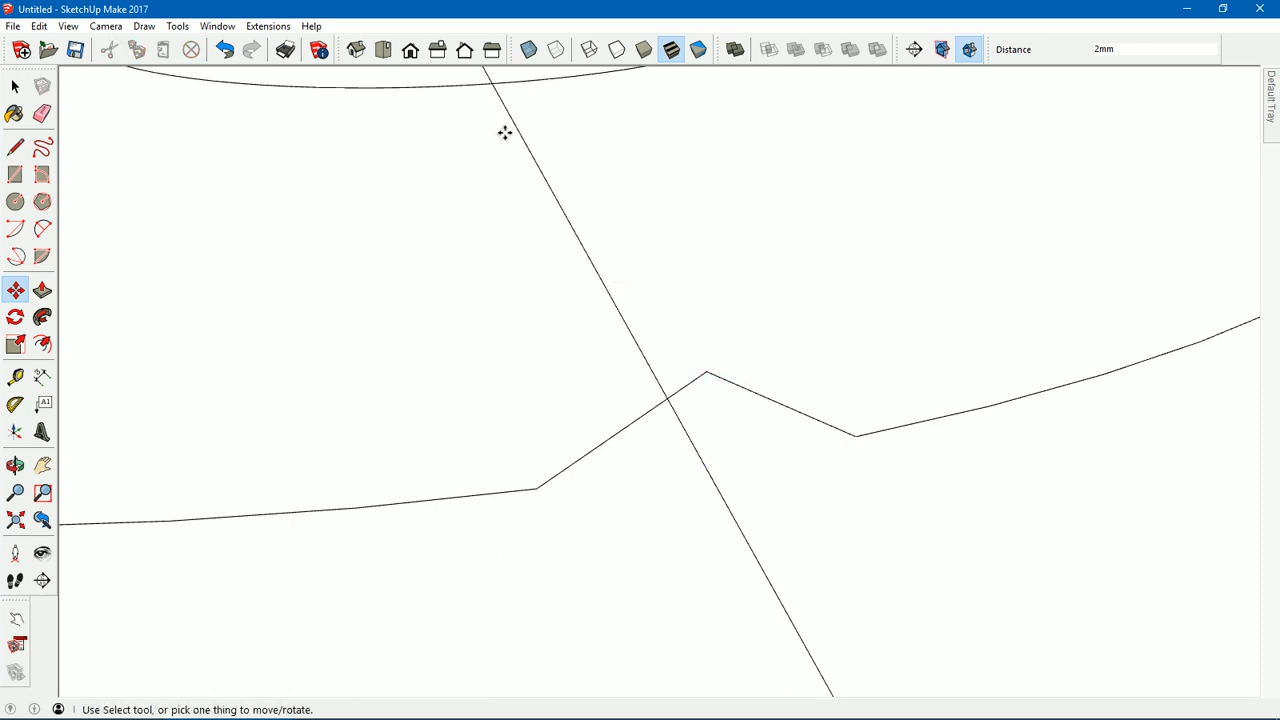 Untitled - SketchUp Make 2017
File Edit View Camera Draw Tools Window Extensions Help
Distance 2mm
Default Tray
A1
Use Select tool, or pick one thing to move/rotate.